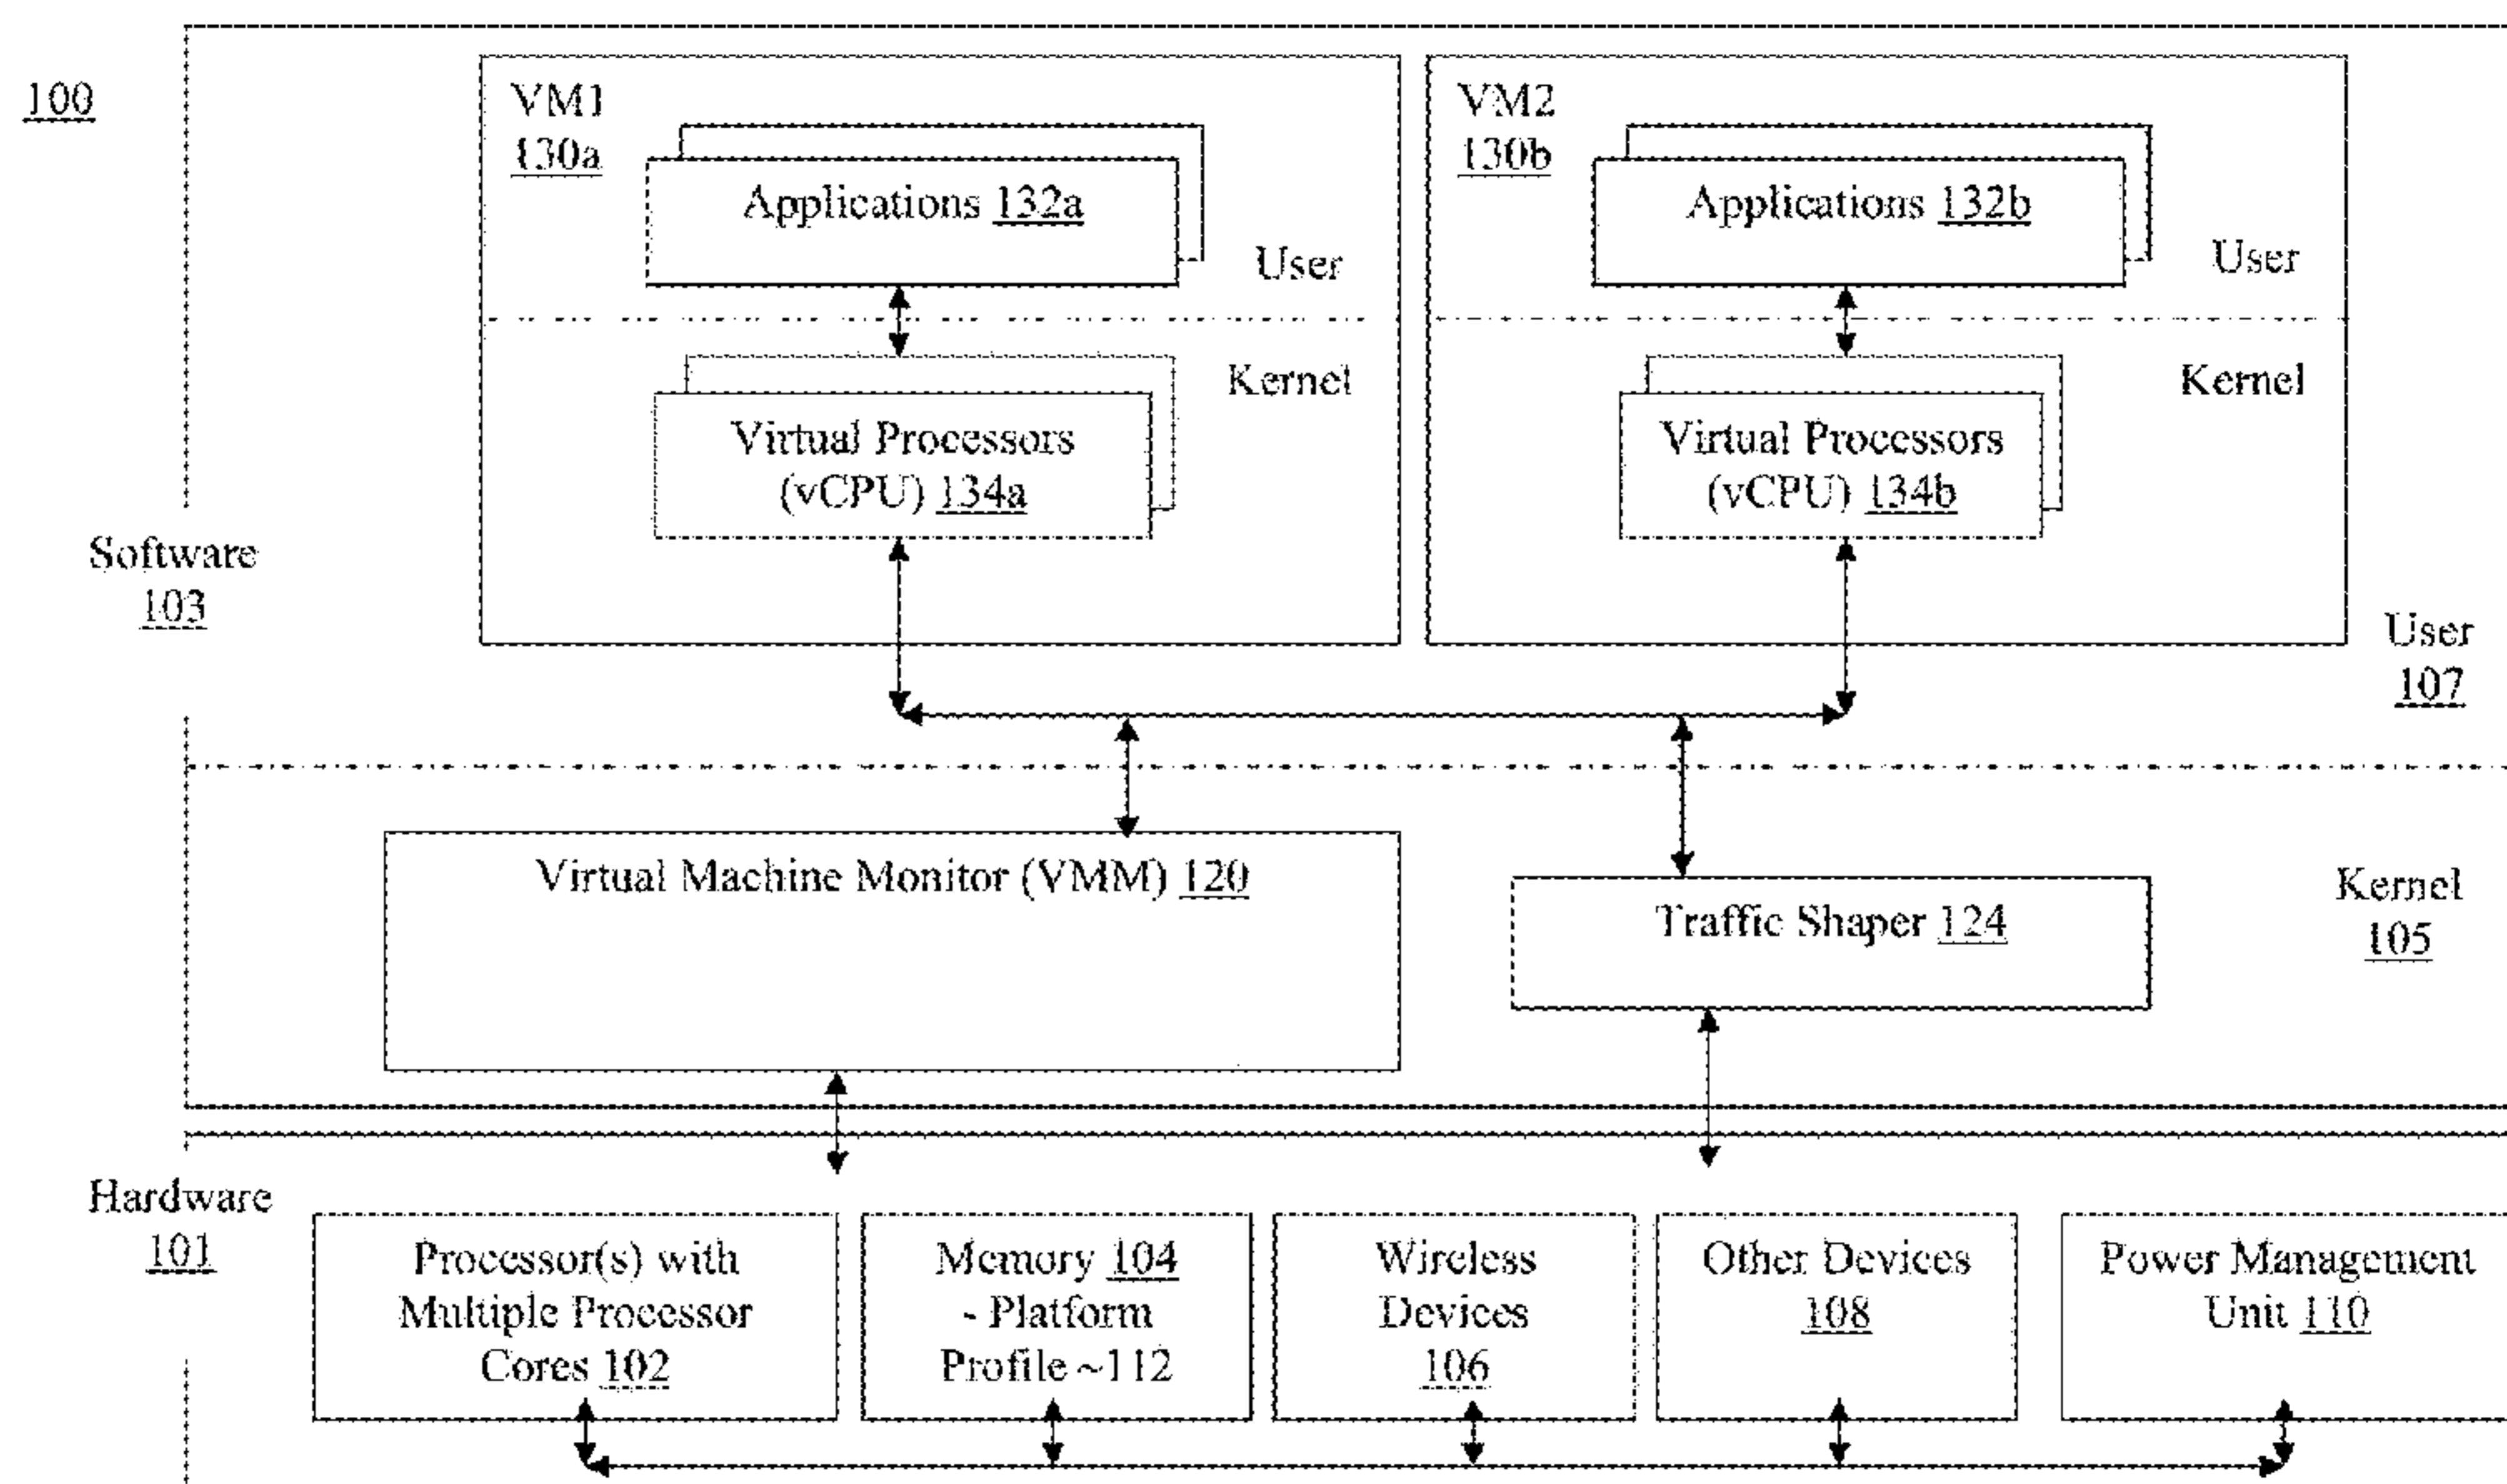 100
VM1
130a
Applications 132a
User
Kernel
Virtual Processors
(vCPU) 134a
VM2
130b
Applications 132b
User
Kernel
Virtual Processors
(vCPU) 134b
Software
103
User
107
Virtual Machine Monitor (VMM) 120
Traffic Shaper 124
Kernel
105
Hardware
101
Processor(s) with
Multiple Processor
Cores 102
Memory 104
- Platform
Profile ~112
Wireless
Devices
106
Other Devices
108
Power Management
Unit 110